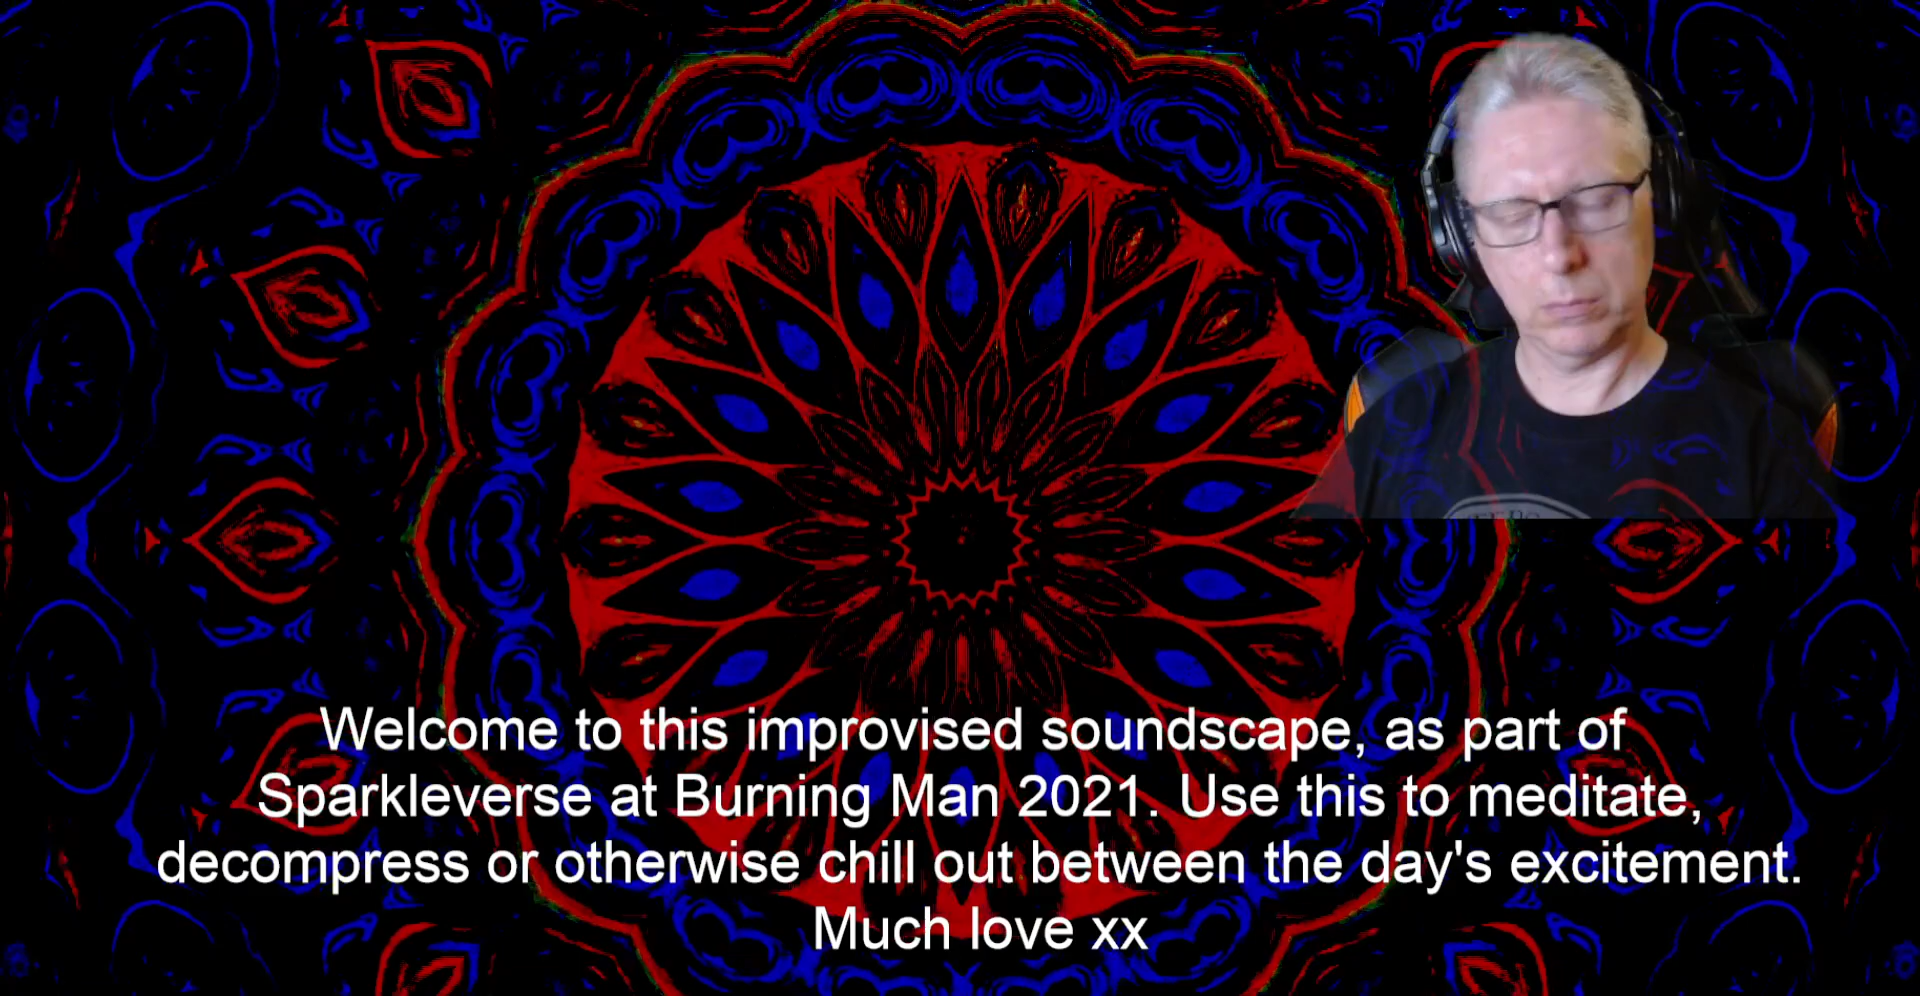 Welcome to this improvised soundscape, as part of
Sparkleverse at Burning Man 2021. Use this to meditate,
decompress or otherwise chill out between the day's excitement.
Much love xx